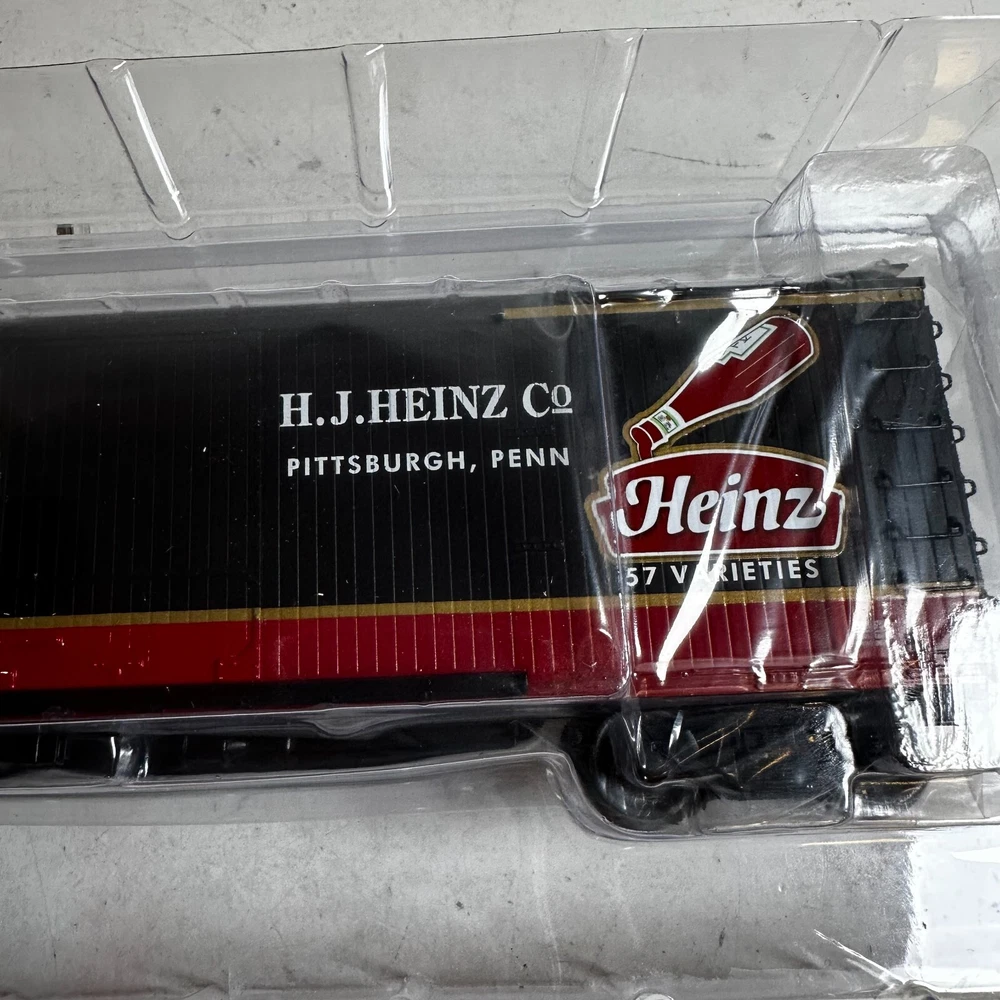 H.J.HEINZ Co
PITTSBURGH, PENN
Heinz
57 VARIETIES